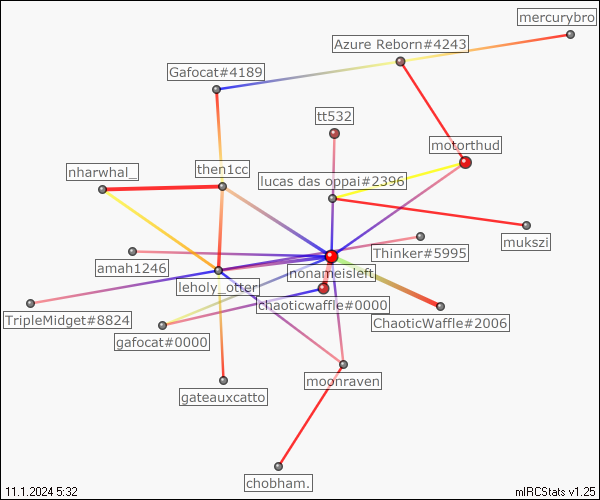 mercurybro
Azure Reborn#4243
Gafocat#4189
tt532
motorthud
nharwhal_
then1cc
lucas das oppai#2396
mukszi
Thinker#5995
amah1246
nonameisleft
leholy_otter
chaoticwaffle#0000
TripleMidget#8824
ChaoticWaffle#2006
gafocat#0000
moonraven
gateauxcatto
chobham.
11.1.2024 5:32
mIRCStats v1.25